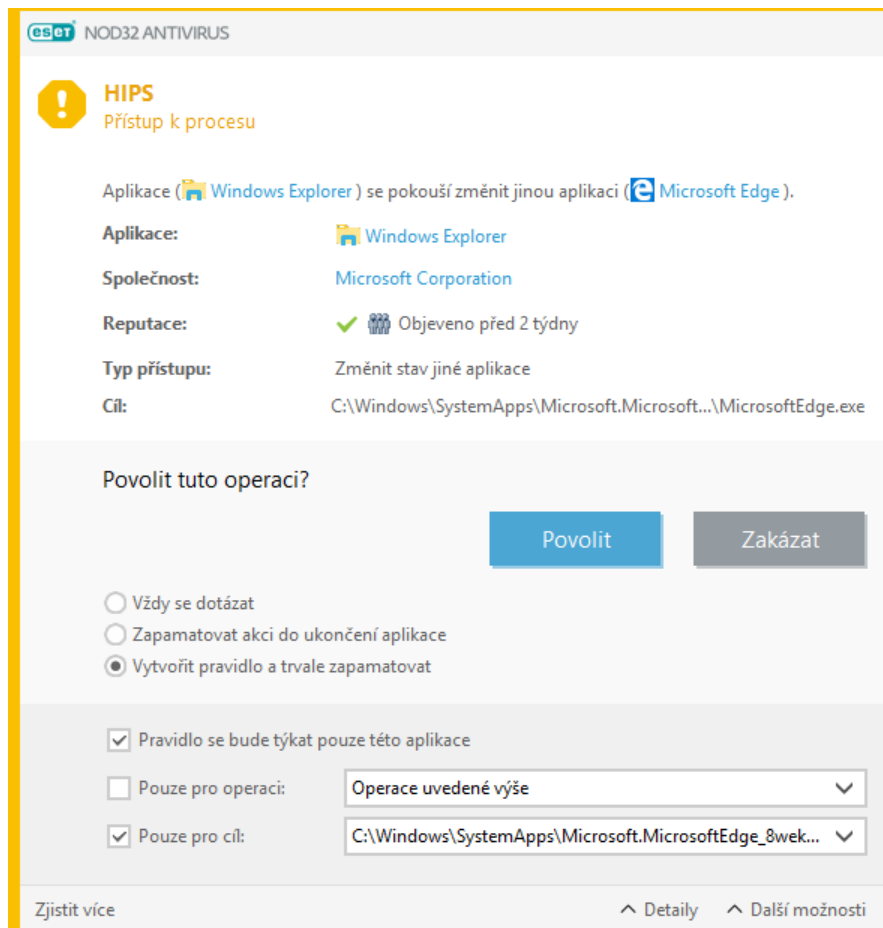 eset NOD32 ANTIVIRUS
HIPS
Přístup k procesu
Aplikace ( Windows Explorer ) se pokouší změnit jinou aplikaci ( Microsoft Edge ).
Aplikace: Windows Explorer
Společnost: Microsoft Corporation
Reputace: Objeveno před 2 týdny
Typ přístupu: Změnit stav jiné aplikace
Cíl: C:\Windows\SystemApps\Microsoft.Microsoft...\MicrosoftEdge.exe
Povolit tuto operaci?
Povolit Zakázat
Vždy se dotázat
Zapamatovat akci do ukončení aplikace
Vytvořit pravidlo a trvale zapamatovat
Pravidlo se bude týkat pouze této aplikace
Pouze pro operaci: Operace uvedené výše
Pouze pro cíl: C:\Windows\SystemApps\Microsoft.MicrosoftEdge_8wek...
Zjistit více Detaily Další možnosti